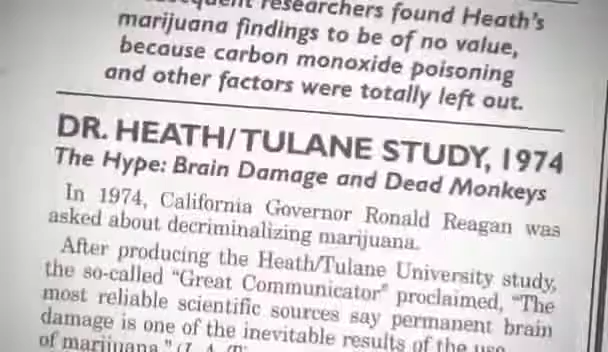 researchers found Heath's
marijuana findings to be of no value,
because carbon monoxide poisoning
and other factors were totally left out.
DR. HEATH/TULANE STUDY, 1974
The Hype: Brain Damage and Dead Monkeys
In 1974, California Governor Ronald Reagan was
asked about decriminalizing marijuana.
After producing the Heath/Tulane University study,
the so-called "Great Communicator" proclaimed, "The
most reliable scientific sources say permanent brain
damage is one of the inevitable results of the use
of marijuana."